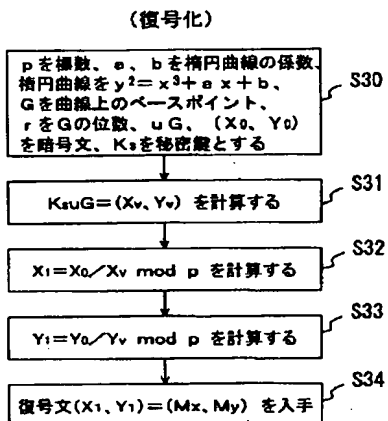 (復号化)
pを標数、a、bを楕円曲線の係数、
楕円曲線をy²=x³+ax+b、
Gを曲線上のベースポイント、
rをGの位数、uG、(X₀、Y₀)
を暗号文、Ksを秘密鍵とする
S30
KsuG=(Xv、Yv) を計算する
S31
X₁=X₀/Xv mod p を計算する
S32
Y₁=Y₀/Yv mod p を計算する
S33
復号文(X₁、Y₁)=(Mx、My) を入手
S34